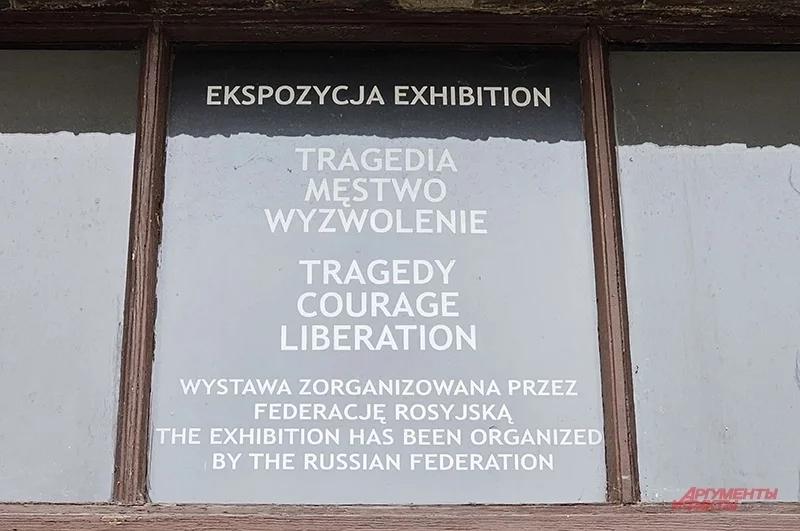 EKSPOZYCJA EXHIBITION
TRAGEDIA
MĘSTWO
WYZWOLENIE
TRAGEDY
COURAGE
LIBERATION
WYSTAWA ZORGANIZOWANA PRZEZ
FEDERACJĘ ROSYJSKĄ
THE EXHIBITION HAS BEEN ORGANIZED
BY THE RUSSIAN FEDERATION
АРГУМЕНТЫ